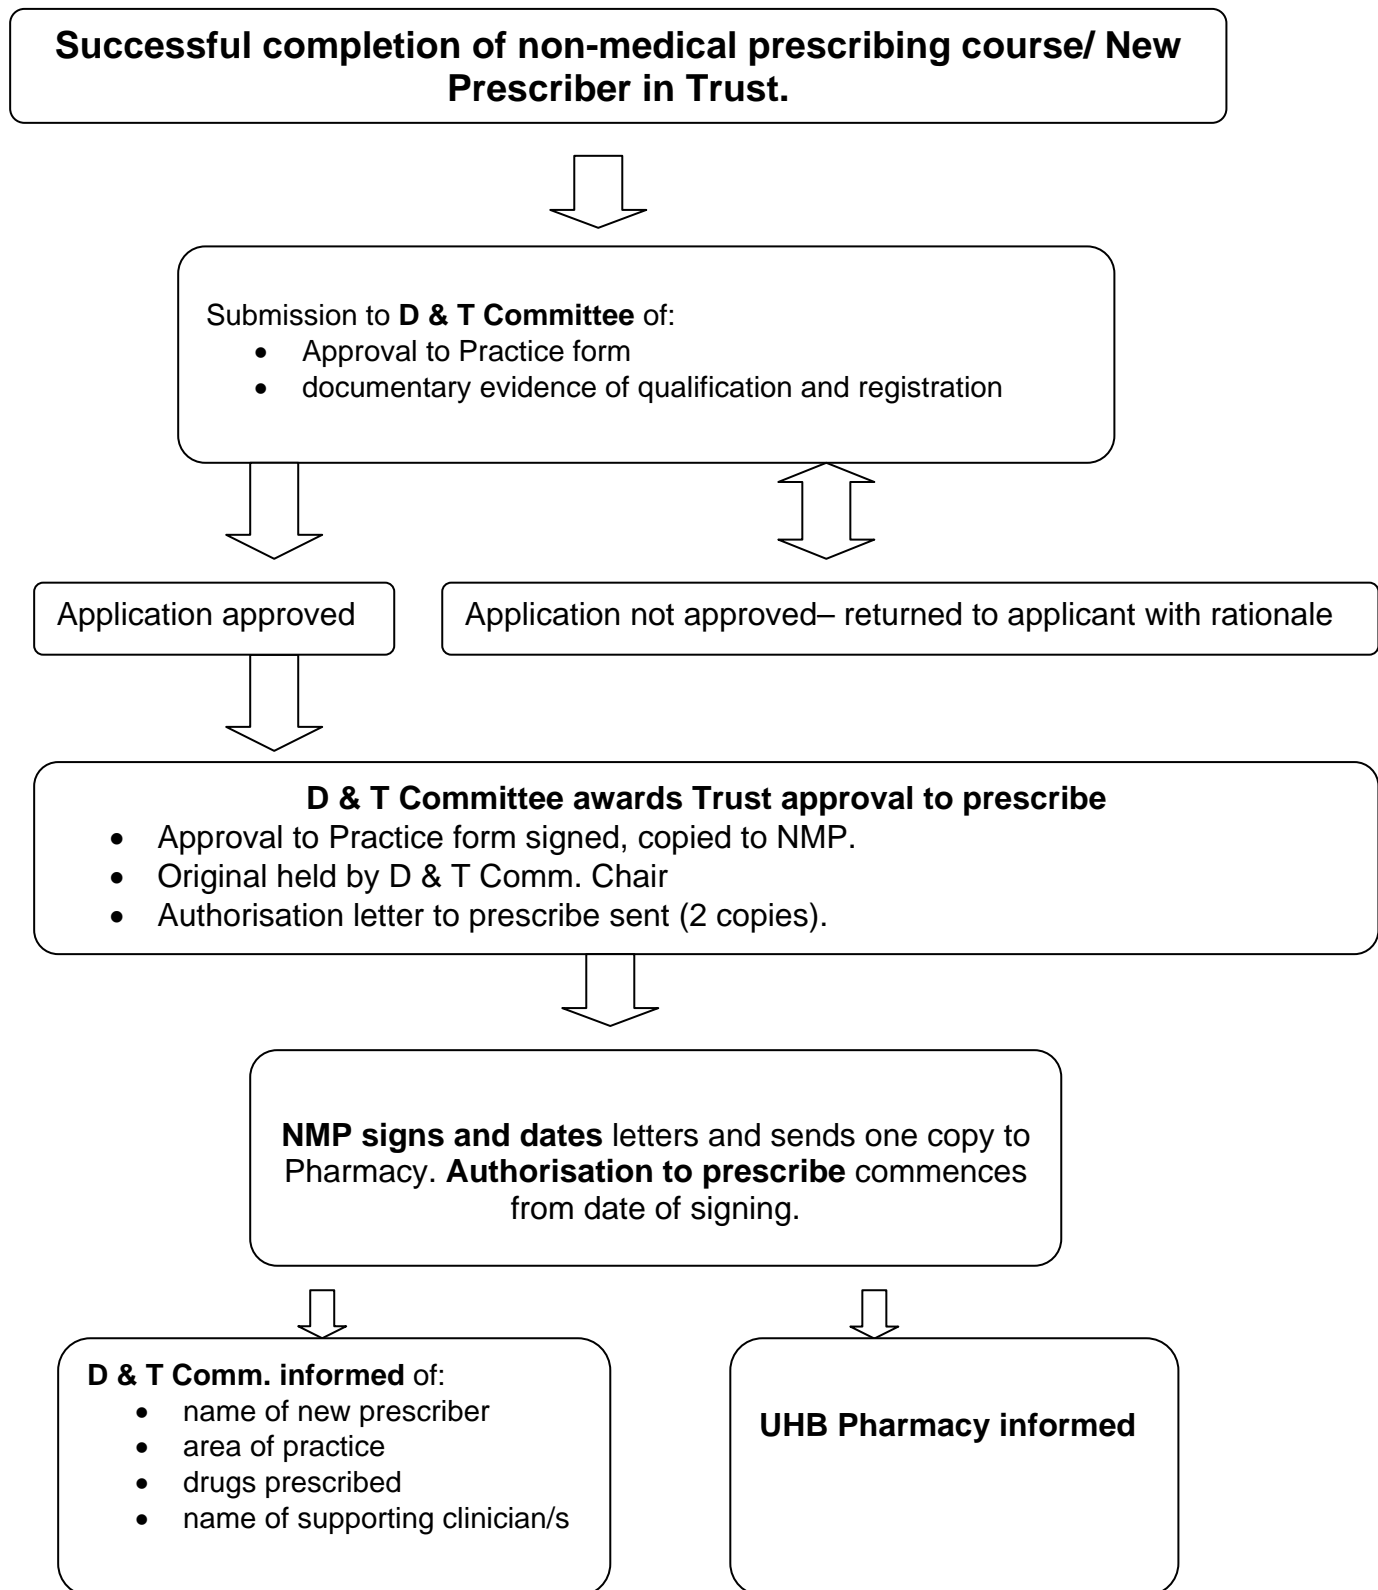 Successful completion of non-medical prescribing course/ New
Prescriber in Trust.
Submission to D & T Committee of:
• Approval to Practice form
• documentary evidence of qualification and registration
Application approved
Application not approved– returned to applicant with rationale
D & T Committee awards Trust approval to prescribe
• Approval to Practice form signed, copied to NMP.
• Original held by D & T Comm. Chair
• Authorisation letter to prescribe sent (2 copies).
NMP signs and dates letters and sends one copy to
Pharmacy. Authorisation to prescribe commences
from date of signing.
D & T Comm. informed of:
• name of new prescriber
• area of practice
• drugs prescribed
• name of supporting clinician/s
UHB Pharmacy informed